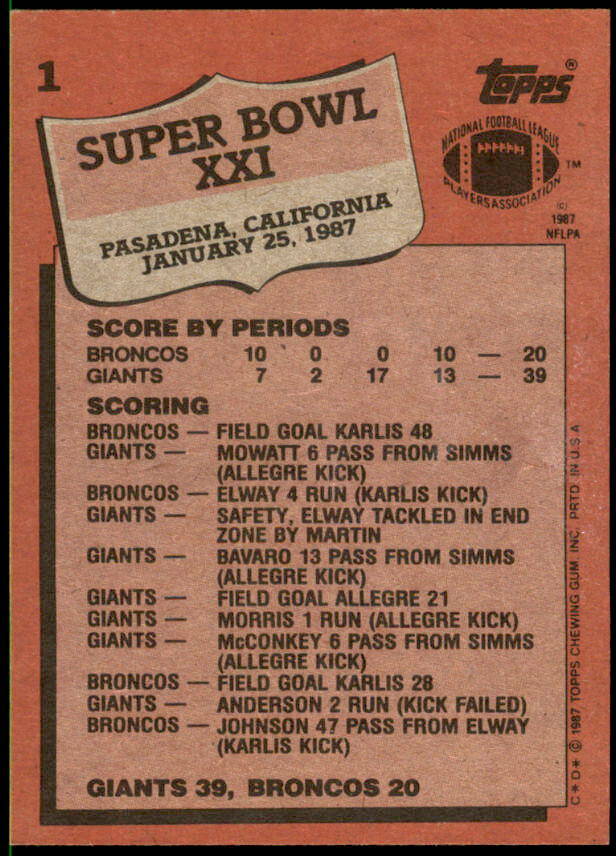 1
Topps®
NATIONAL FOOTBALL LEAGUE
PLAYERS ASSOCIATION
TM
(C)
1987
NFLPA
SUPER BOWL
XXI
PASADENA, CALIFORNIA
JANUARY 25, 1987
SCORE BY PERIODS
BRONCOS 10 0 0 10 — 20
GIANTS 7 2 17 13 — 39
SCORING
BRONCOS — FIELD GOAL KARLIS 48
GIANTS — MOWATT 6 PASS FROM SIMMS
(ALLEGRE KICK)
BRONCOS — ELWAY 4 RUN (KARLIS KICK)
GIANTS — SAFETY, ELWAY TACKLED IN END
ZONE BY MARTIN
GIANTS — BAVARO 13 PASS FROM SIMMS
(ALLEGRE KICK)
GIANTS — FIELD GOAL ALLEGRE 21
GIANTS — MORRIS 1 RUN (ALLEGRE KICK)
GIANTS — McCONKEY 6 PASS FROM SIMMS
(ALLEGRE KICK)
BRONCOS — FIELD GOAL KARLIS 28
GIANTS — ANDERSON 2 RUN (KICK FAILED)
BRONCOS — JOHNSON 47 PASS FROM ELWAY
(KARLIS KICK)
GIANTS 39, BRONCOS 20
C*D* © 1987 TOPPS CHEWING GUM, INC. PRTD. IN U.S.A.